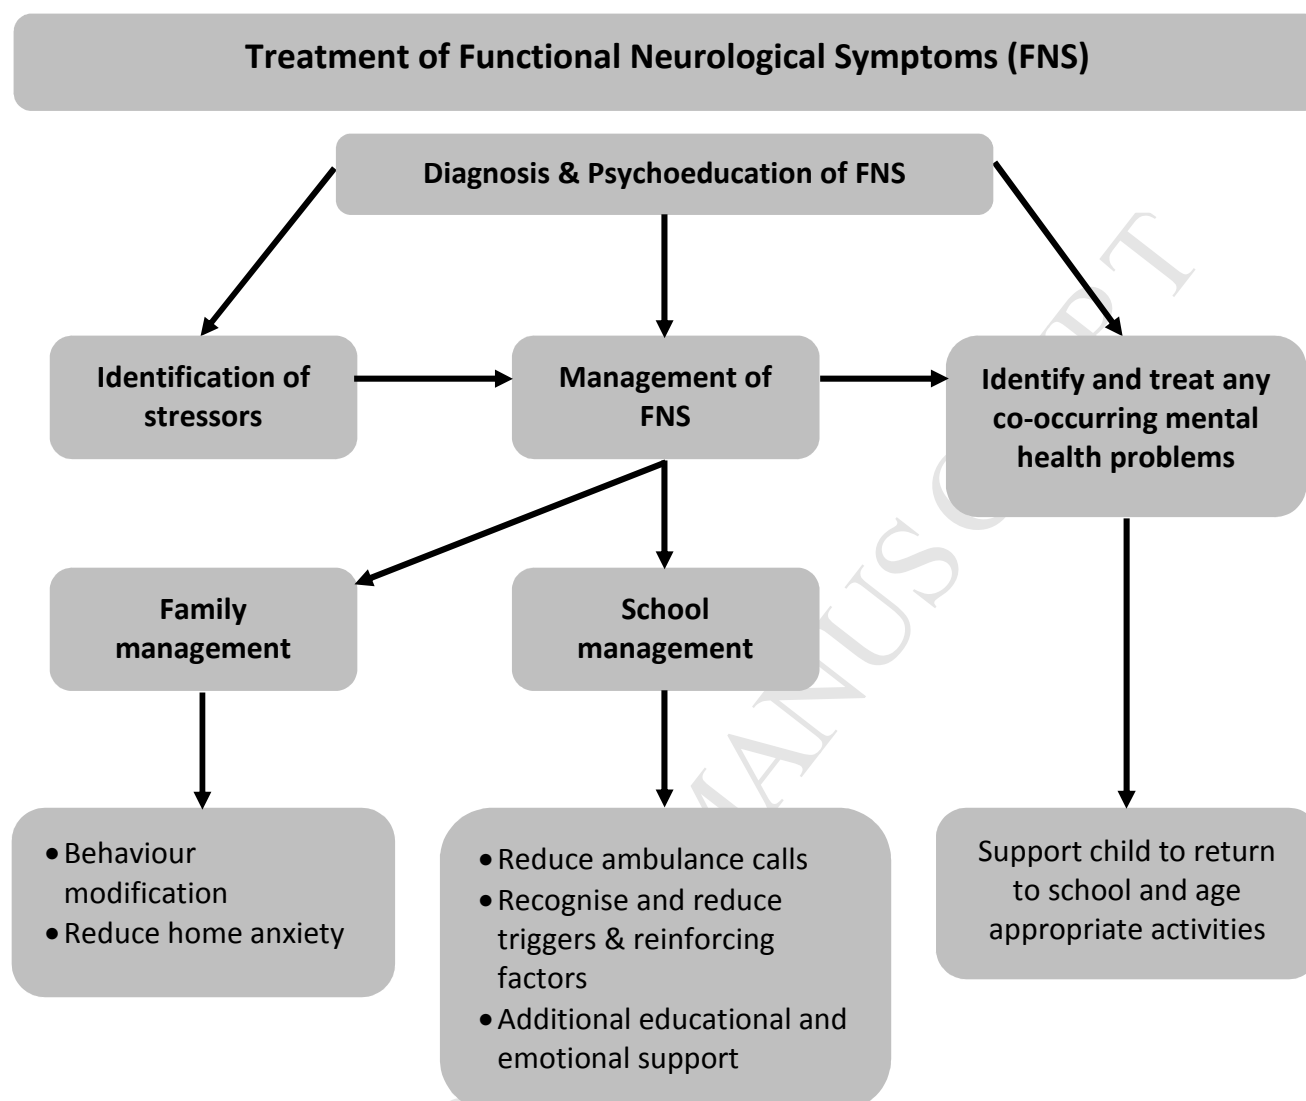 Treatment of Functional Neurological Symptoms (FNS)
Diagnosis & Psychoeducation of FNS
Identification of
stressors
Management of
FNS
Identify and treat any
co-occurring mental
health problems
Family
management
School
management
• Behaviour
modification
• Reduce home anxiety
• Reduce ambulance calls
• Recognise and reduce
triggers & reinforcing
factors
• Additional educational and
emotional support
Support child to return
to school and age
appropriate activities